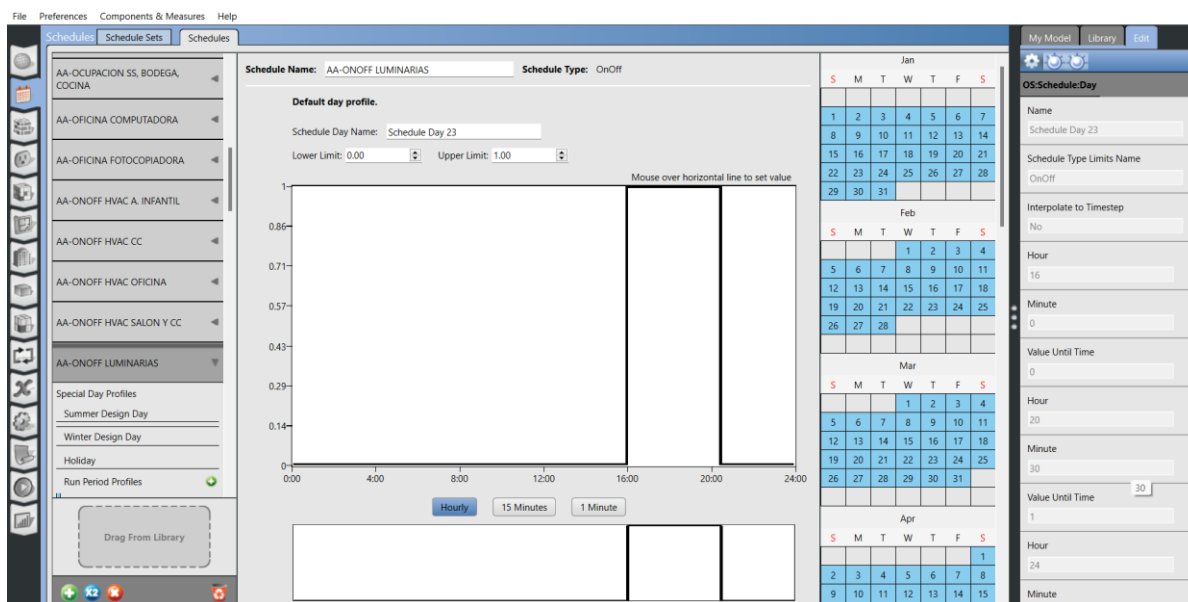 File Preferences Components & Measures Help
Schedules Schedule Sets Schedules
My Model Library Edit
AA-OCUPACION SS, BODEGA,
COCINA
AA-OFICINA COMPUTADORA
AA-OFICINA FOTOCOPIADORA
AA-ONOFF HVAC A. INFANTIL
AA-ONOFF HVAC CC
AA-ONOFF HVAC OFICINA
AA-ONOFF HVAC SALON Y CC
AA-ONOFF LUMINARIAS
Special Day Profiles
Summer Design Day
Winter Design Day
Holiday
Run Period Profiles
Drag From Library
X2
Schedule Name: AA-ONOFF LUMINARIAS Schedule Type: OnOff
Default day profile.
Schedule Day Name: Schedule Day 23
Lower Limit: 0.00 Upper Limit: 1.00
Mouse over horizontal line to set value
1
0.86
0.71
0.57
0.43
0.29
0.14
0
0:00 4:00 8:00 12:00 16:00 20:00 24:00
Hourly 15 Minutes 1 Minute
Jan
S M T W T F S
1 2 3 4 5 6 7
8 9 10 11 12 13 14
15 16 17 18 19 20 21
22 23 24 25 26 27 28
29 30 31
Feb
S M T W T F S
1 2 3 4
5 6 7 8 9 10 11
12 13 14 15 16 17 18
19 20 21 22 23 24 25
26 27 28
Mar
S M T W T F S
1 2 3 4
5 6 7 8 9 10 11
12 13 14 15 16 17 18
19 20 21 22 23 24 25
26 27 28 29 30 31
Apr
S M T W T F S
1
2 3 4 5 6 7 8
9 10 11 12 13 14 15
OS:Schedule:Day
Name
Schedule Day 23
Schedule Type Limits Name
OnOff
Interpolate to Timestep
No
Hour
16
Minute
0
Value Until Time
0
Hour
20
Minute
30
30
Value Until Time
1
Hour
24
Minute